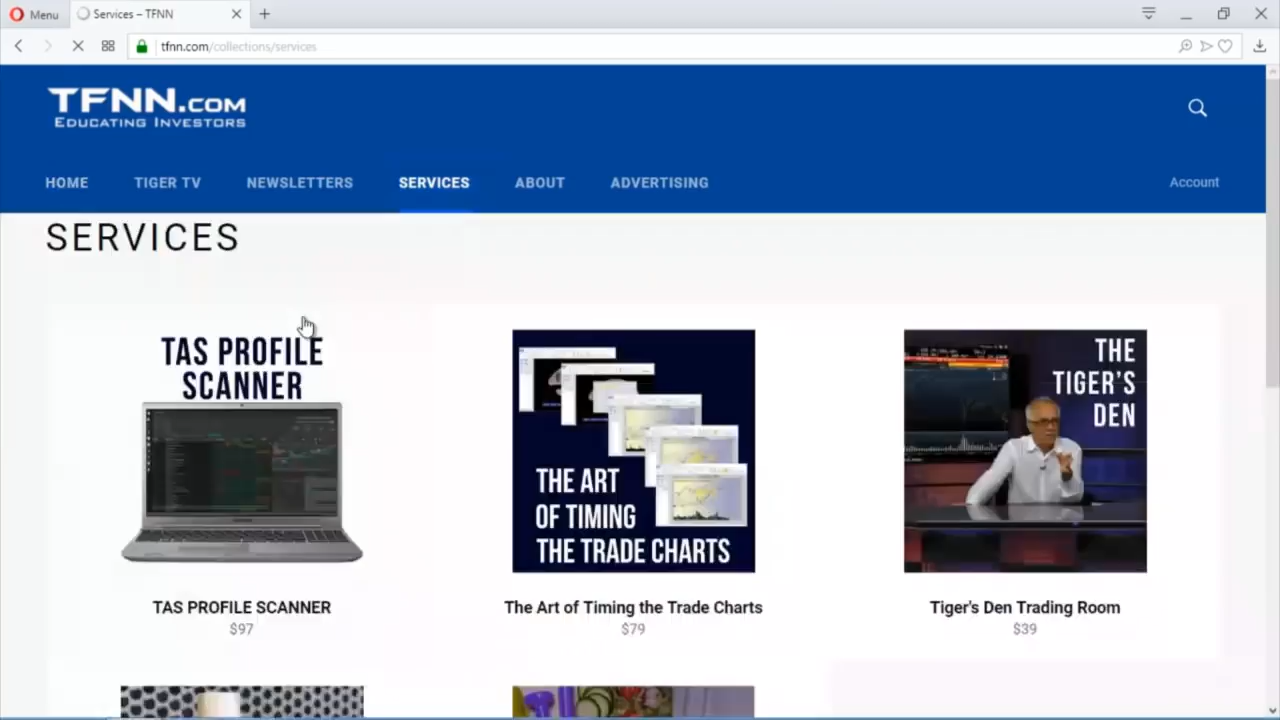 Menu
Services – TFNN
tfnn.com/collections/services
TFNN.COM
EDUCATING INVESTORS
HOME
TIGER TV
NEWSLETTERS
SERVICES
ABOUT
ADVERTISING
Account
SERVICES
TAS PROFILE
SCANNER
THE ART
OF TIMING
THE TRADE CHARTS
THE
TIGER'S
DEN
TAS PROFILE SCANNER
$97
The Art of Timing the Trade Charts
$79
Tiger's Den Trading Room
$39